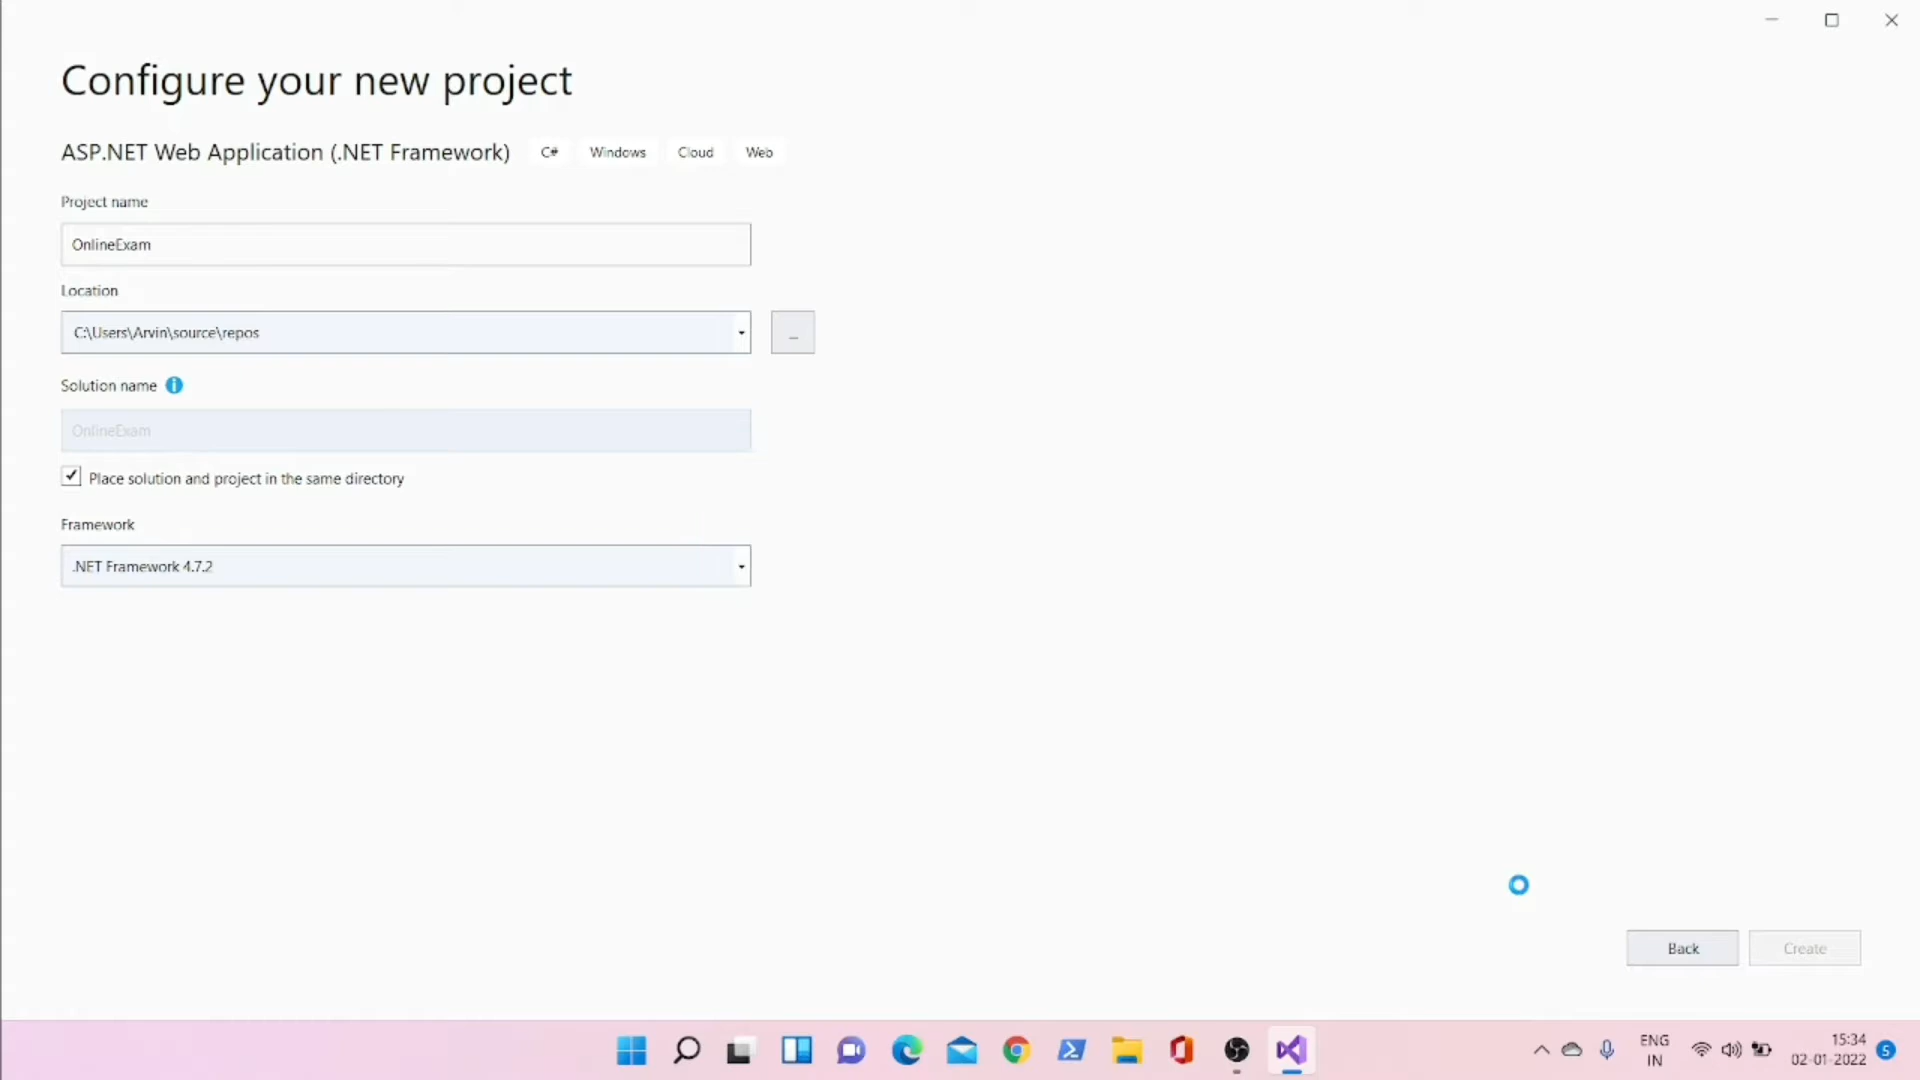 Configure your new project
ASP.NET Web Application (.NET Framework) C# Windows Cloud Web
Project name
OnlineExam
Location
C:\Users\Arvin\source\repos
...
Solution name
OnlineExam
Place solution and project in the same directory
Framework
.NET Framework 4.7.2
Back Create
ENG
IN
15:34
02-01-2022
5